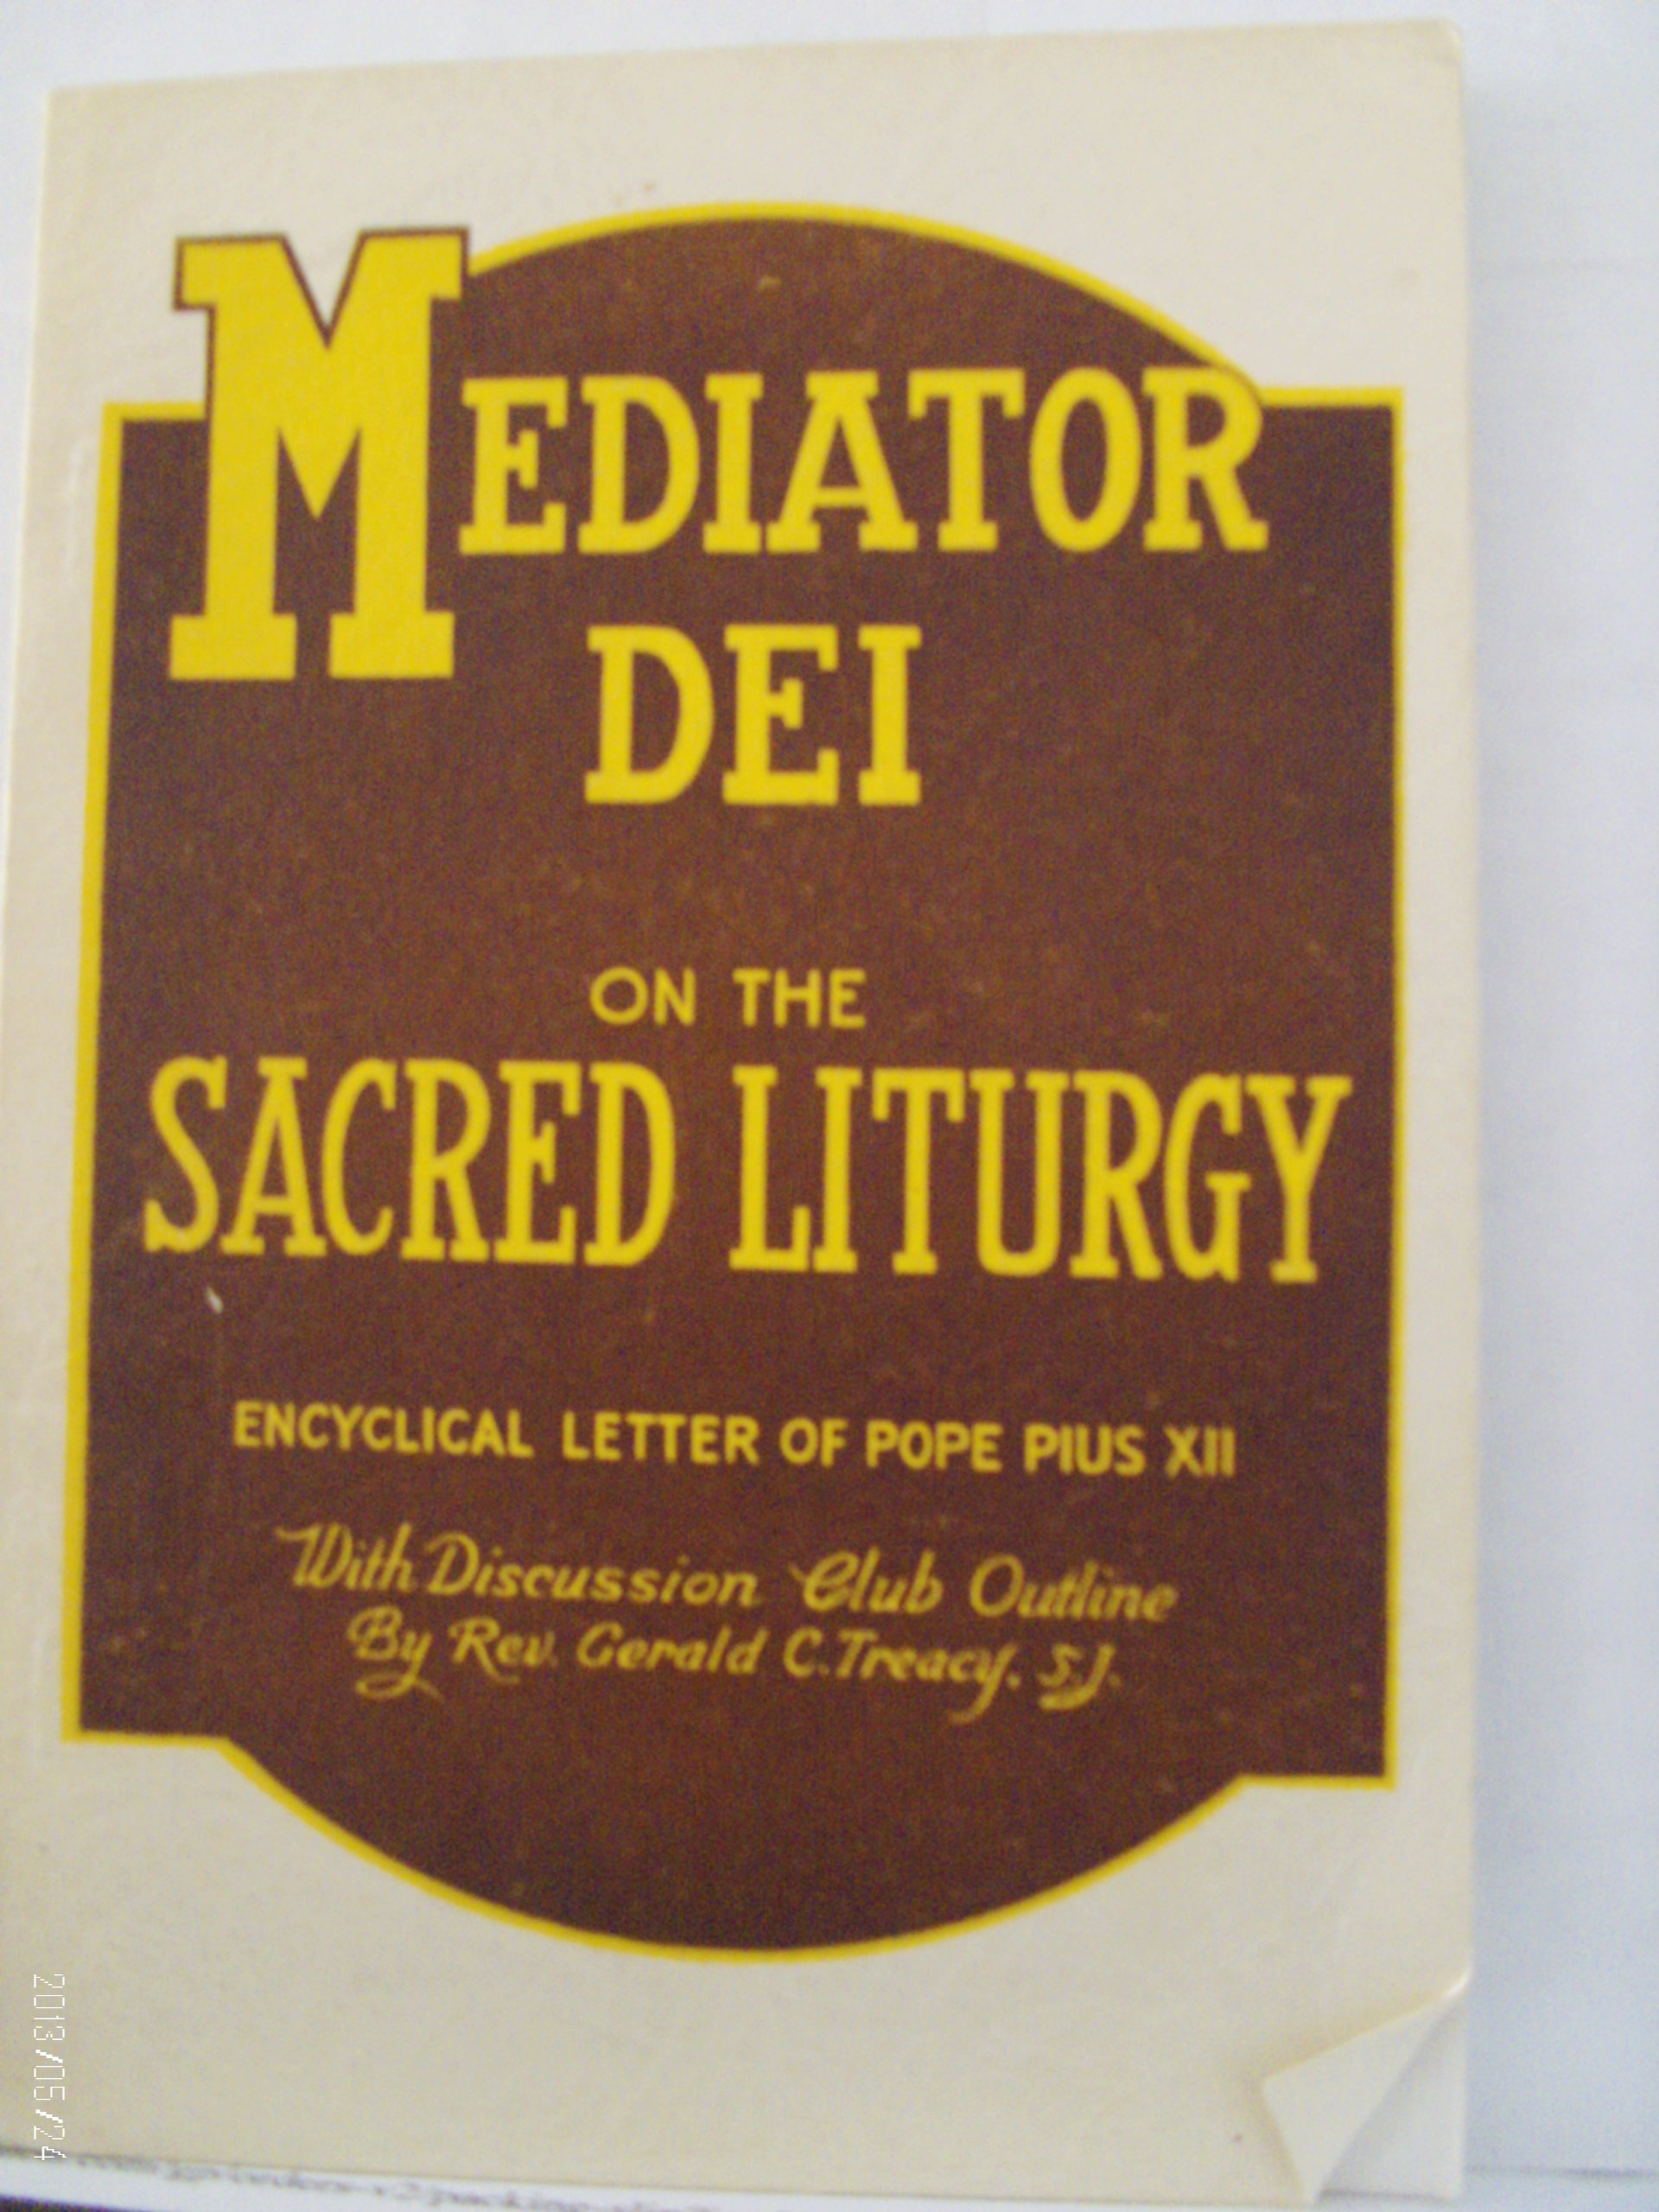 MEDIATOR
DEI
ON THE
SACRED LITURGY
ENCYCLICAL LETTER OF POPE PIUS XII
With Discussion Club Outline
By Rev. Gerald C. Treacy, S.J.
2013/05/24